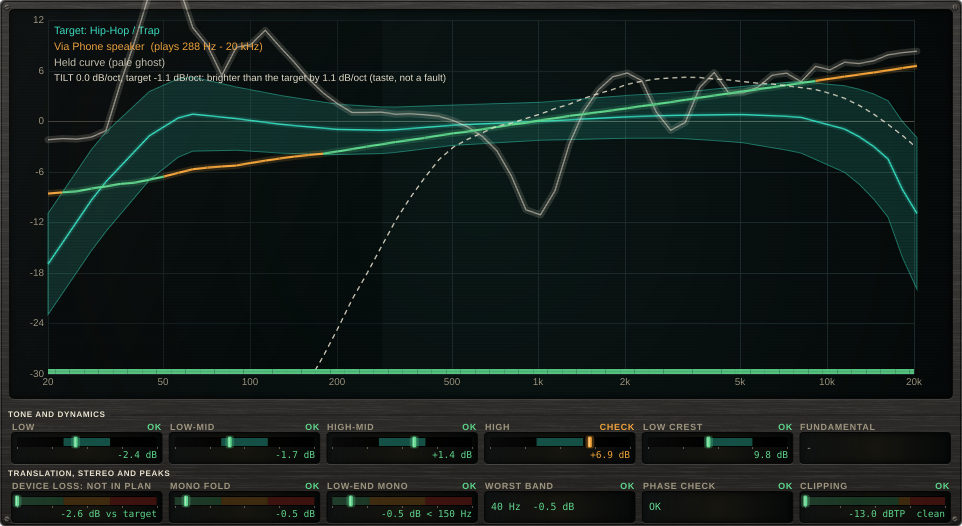 12
Target: Hip-Hop / Trap
Via Phone speaker (plays 288 Hz - 20 kHz)
Held curve (pale ghost)
TILT 0.0 dB/oct, target -1.1 dB/oct: brighter than the target by 1.1 dB/oct (taste, not a fault)
6
0
-6
-12
-18
-24
-30
20 50 100 200 500 1k 2k 5k 10k 20k
TONE AND DYNAMICS
LOW OK LOW-MID OK HIGH-MID OK HIGH CHECK LOW CREST OK FUNDAMENTAL
-2.4 dB -1.7 dB +1.4 dB +6.9 dB 9.8 dB -
TRANSLATION, STEREO AND PEAKS
DEVICE LOSS: NOT IN PLAN MONO FOLD OK LOW-END MONO OK WORST BAND OK PHASE CHECK OK CLIPPING OK
-2.6 dB vs target -0.5 dB -0.5 dB < 150 Hz 40 Hz -0.5 dB OK -13.0 dBTP clean